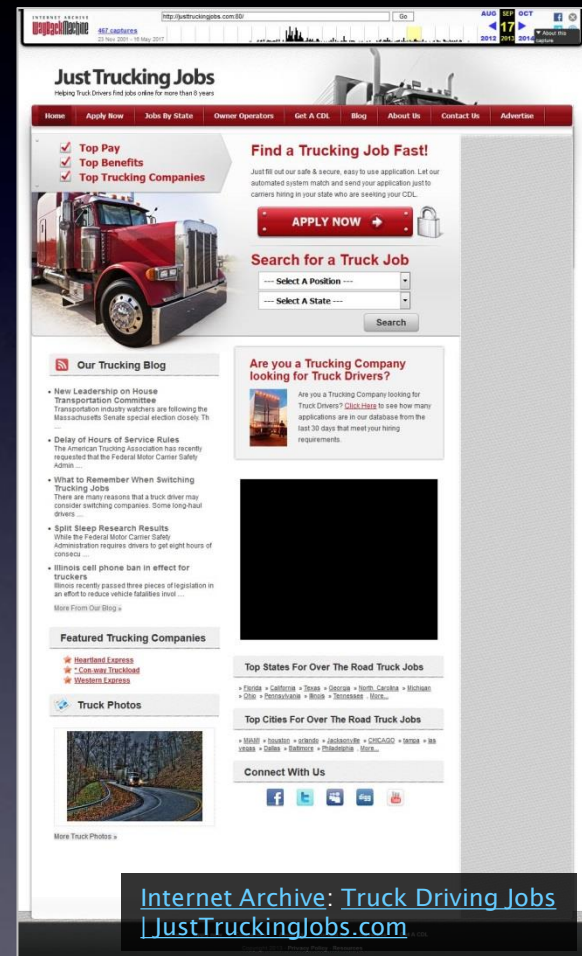 INTERNET ARCHIVE
WayBackMachine
http://justtruckingjobs.com:80/
Go
467 captures
23 Nov 2001 - 16 May 2017
AUG SEP OCT
17
2012 2013 2014
About this capture
Just Trucking Jobs
Helping Truck Drivers find jobs online for more than 8 years
Home Apply Now Jobs By State Owner Operators Get A CDL Blog About Us Contact Us Advertise
Top Pay
Top Benefits
Top Trucking Companies
Find a Trucking Job Fast!
Just fill out our safe & secure, easy to use application. Let our
automated system match and send your application just to
carriers hiring in your state who are seeking your CDL.
APPLY NOW
Search for a Truck Job
--- Select A Position ---
--- Select A State ---
Search
Our Trucking Blog
• New Leadership on House
Transportation Committee
Transportation industry watchers are following the
Massachusetts Senate special election closely. Th
....
• Delay of Hours of Service Rules
The American Trucking Association has recently
requested that the Federal Motor Carrier Safety
Admin ....
• What to Remember When Switching
Trucking Jobs
There are many reasons that a truck driver may
consider switching companies. Some long-haul
drivers ....
• Split Sleep Research Results
While the Federal Motor Carrier Safety
Administration requires drivers to get eight hours of
consecu ....
• Illinois cell phone ban in effect for
truckers
Illinois recently passed three pieces of legislation in
an effort to reduce vehicle fatalities invol ....
More From Our Blog »
Are you a Trucking Company
looking for Truck Drivers?
Are you a Trucking Company looking for
Truck Drivers? Click Here to see how many
applications are in our database from the
last 30 days that meet your hiring
requirements.
Featured Trucking Companies
Heartland Express
* Con-way Truckload
Western Express
Truck Photos
More Truck Photos »
Top States For Over The Road Truck Jobs
» Florida » California » Texas » Georgia » North Carolina » Michigan
» Ohio » Pennsylvania » Illinois » Tennessee . More...
Top Cities For Over The Road Truck Jobs
» MIAMI » houston » orlando » Jacksonville » CHICAGO » tampa » las
vegas » Dallas » Baltimore » Philadelphia . More...
Connect With Us
digg
You Tube
Internet Archive: Truck Driving Jobs
| JustTruckingJobs.com
Privacy Policy Resources